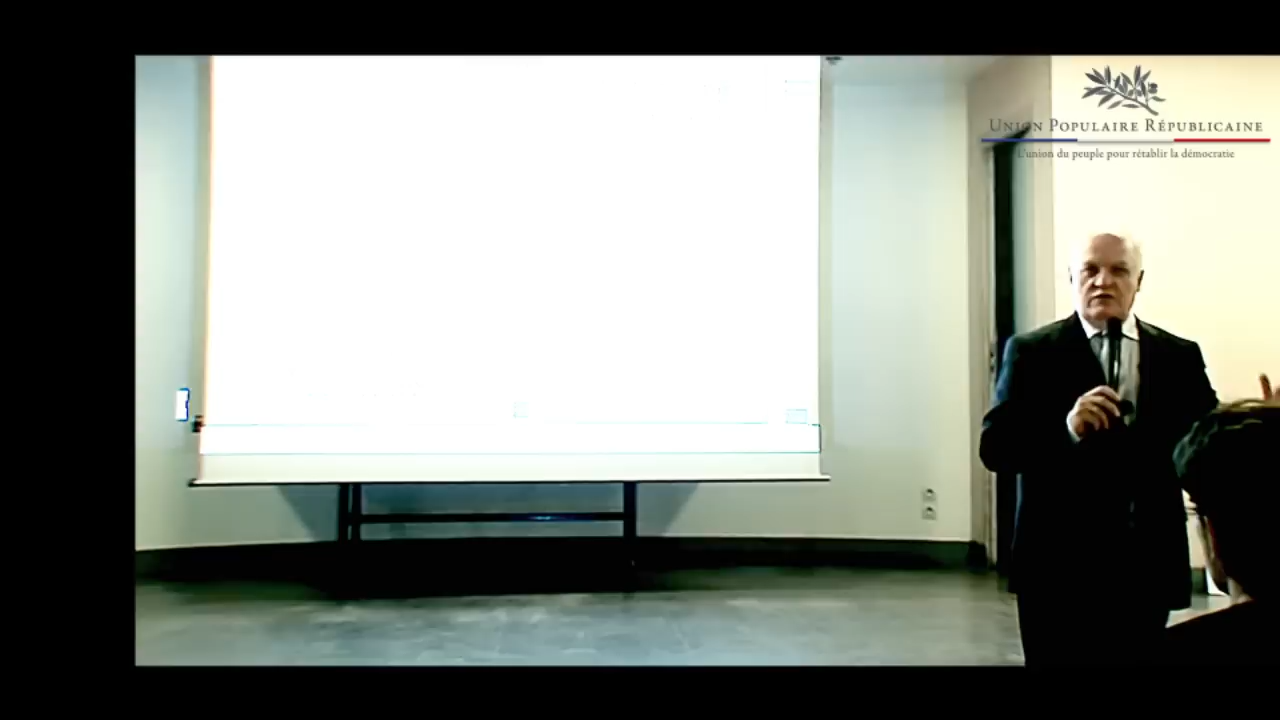 Union Populaire Républicaine
L'union du peuple pour rétablir la démocratie